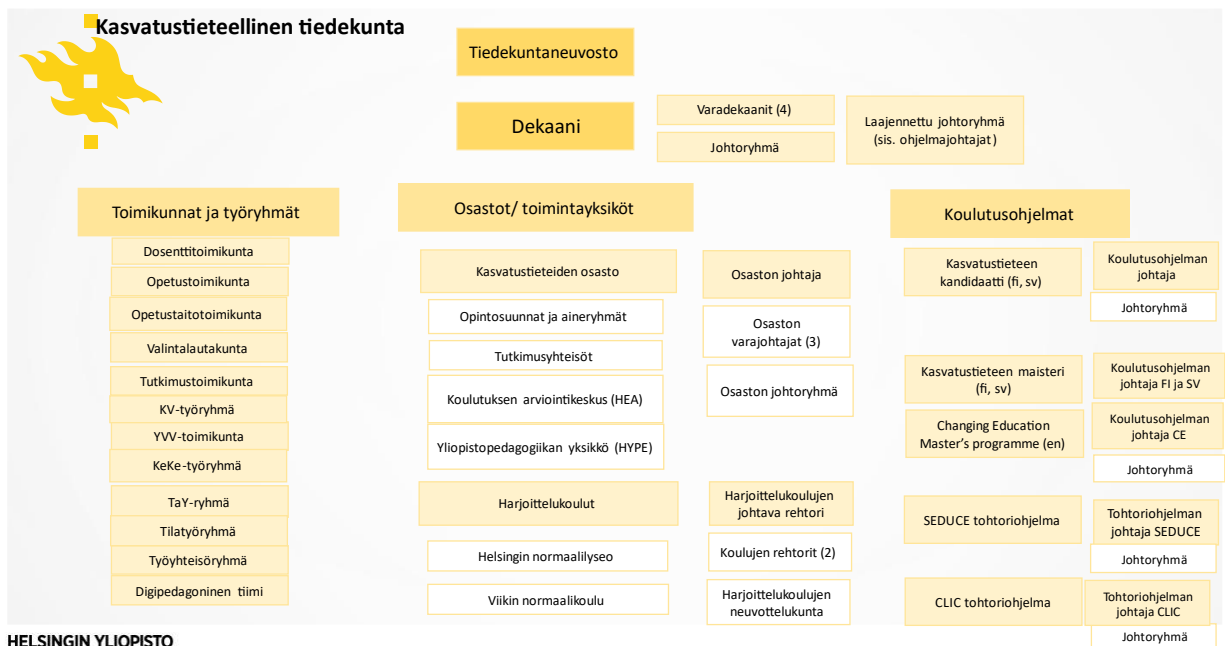 Kasvatustieteellinen tiedekunta
Tiedekuntaneuvosto
Dekaani
Varadekaanit (4)
Johtoryhmä
Laajennettu johtoryhmä
(sis. ohjelmajohtajat)
Toimikunnat ja työryhmät
Dosenttitoimikunta
Opetustoimikunta
Opetustaitotoimikunta
Valintalautakunta
Tutkimustoimikunta
KV-työryhmä
YVV-toimikunta
KeKe-työryhmä
TaY-ryhmä
Tilatyöryhmä
Työyhteisöryhmä
Digipedagoninen tiimi
Osastot/ toimintayksiköt
Kasvatustieteiden osasto
Opintosuunnat ja aineryhmät
Tutkimusyhteisöt
Koulutuksen arviointikeskus (HEA)
Yliopistopedagogiikan yksikkö (HYPE)
Harjoittelukoulut
Helsingin normaalilyseo
Viikin normaalikoulu
Osaston johtaja
Osaston
varajohtajat (3)
Osaston johtoryhmä
Harjoittelukoulujen
johtava rehtori
Koulujen rehtorit (2)
Harjoittelukoulujen
neuvottelukunta
Koulutusohjelmat
Kasvatustieteen
kandidaatti (fi, sv)
Koulutusohjelman
johtaja
Johtoryhmä
Kasvatustieteen maisteri
(fi, sv)
Koulutusohjelman
johtaja FI ja SV
Changing Education
Master's programme (en)
Koulutusohjelman
johtaja CE
Johtoryhmä
SEDUCE tohtoriohjelma
Tohtoriohjelman
johtaja SEDUCE
Johtoryhmä
CLIC tohtoriohjelma
Tohtoriohjelman
johtaja CLIC
Johtoryhmä
HELSINGIN YLIOPISTO